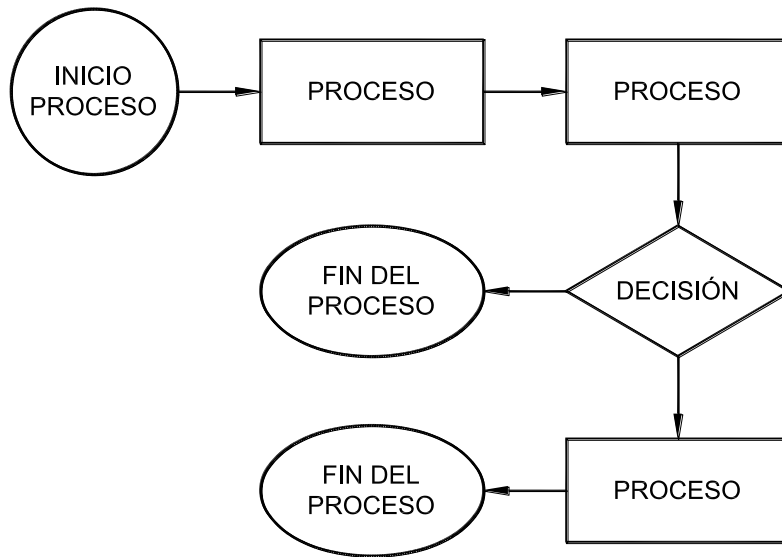 INICIO
PROCESO
PROCESO
PROCESO
FIN DEL
PROCESO
DECISIÓN
FIN DEL
PROCESO
PROCESO